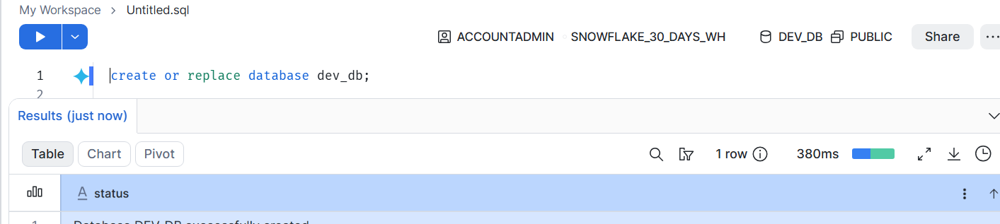 My Workspace > Untitled.sql
ACCOUNTADMIN SNOWFLAKE_30_DAYS_WH DEV_DB PUBLIC Share ...
1 create or replace database dev_db;
2
Results (just now)
Table Chart Pivot 1 row 380ms
A status
1 Database DEV_DB successfully created.